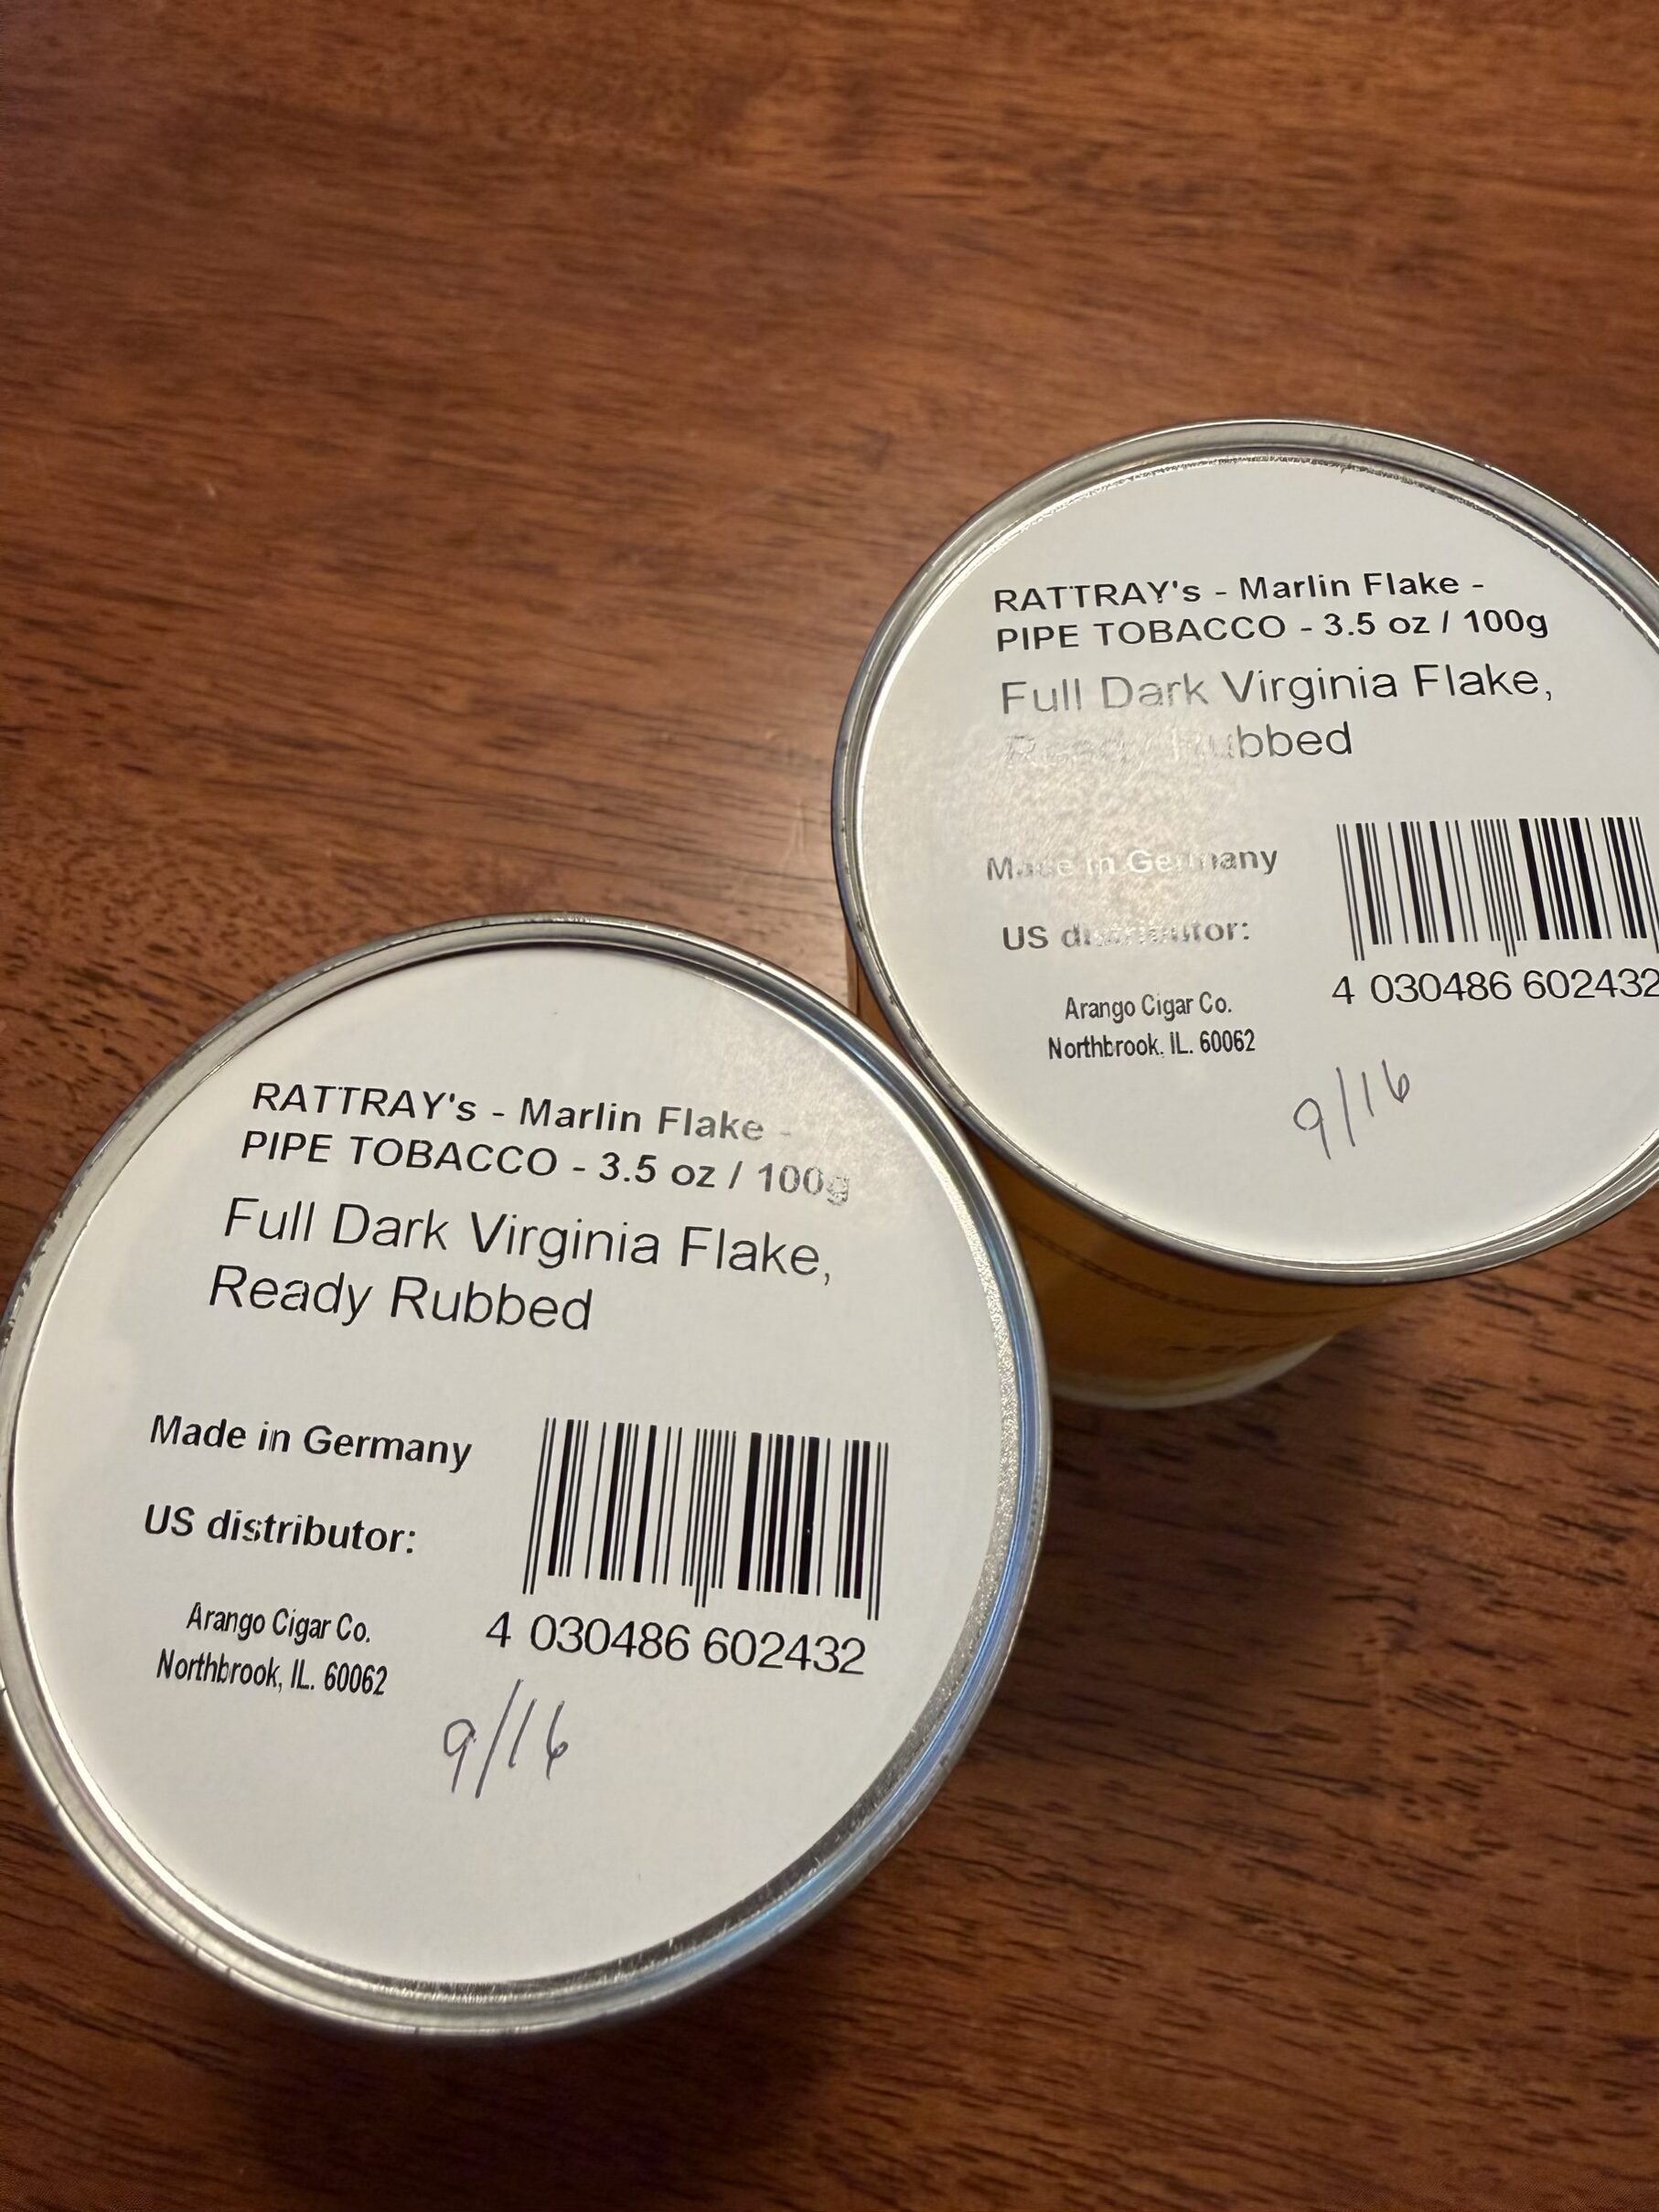 RATTRAY's - Marlin Flake -
PIPE TOBACCO - 3.5 oz / 100g
Full Dark Virginia Flake,
Ready Rubbed
Made in Germany
US distributor:
Arango Cigar Co.
Northbrook, IL. 60062
4 030486 602432
9/16
RATTRAY's - Marlin Flake -
PIPE TOBACCO - 3.5 oz / 100g
Full Dark Virginia Flake,
Ready Rubbed
Made in Germany
US distributor:
Arango Cigar Co.
Northbrook, IL. 60062
4 030486 602432
9/16